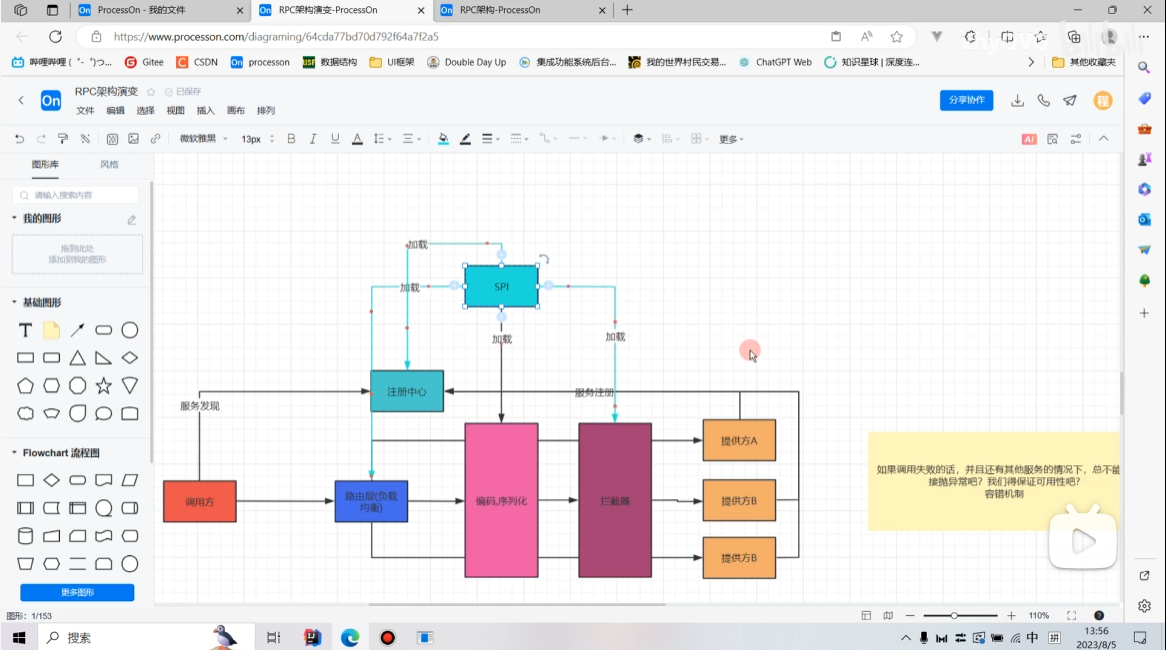 ProcessOn - 我的文件
RPC架构演变-ProcessOn
RPC架构-ProcessOn
https://www.processon.com/diagraming/64cda77bd70d792f64a7f2a5
哔哩哔哩 ( ゜- ゜)つ...
Gitee
CSDN
processon
数据结构
UI框架
Double Day Up
集成功能系统后台...
我的世界村民交易...
ChatGPT Web
知识星球 | 深度连...
其他收藏夹
On
RPC架构演变
已保存
文件 编辑 选择 视图 插入 画布 排列
分享协作
程
微软雅黑
13px
B I U A
更多
AI
图形库 风格
请输入搜索内容
我的图形
拖到此处
添加到我的图形
基础图形
T
Flowchart 流程图
更多图形
加载
加载
SPI
加载
加载
注册中心
服务注册
服务发现
调用方
路由层(负载
均衡)
编码,序列化
拦截器
提供方A
提供方B
提供方B
如果调用失败的话，并且还有其他服务的情况下，总不能
接抛异常吧？我们得保证可用性吧？
容错机制
图形：1/153
110%
搜索
中
拼
13:56
2023/8/5